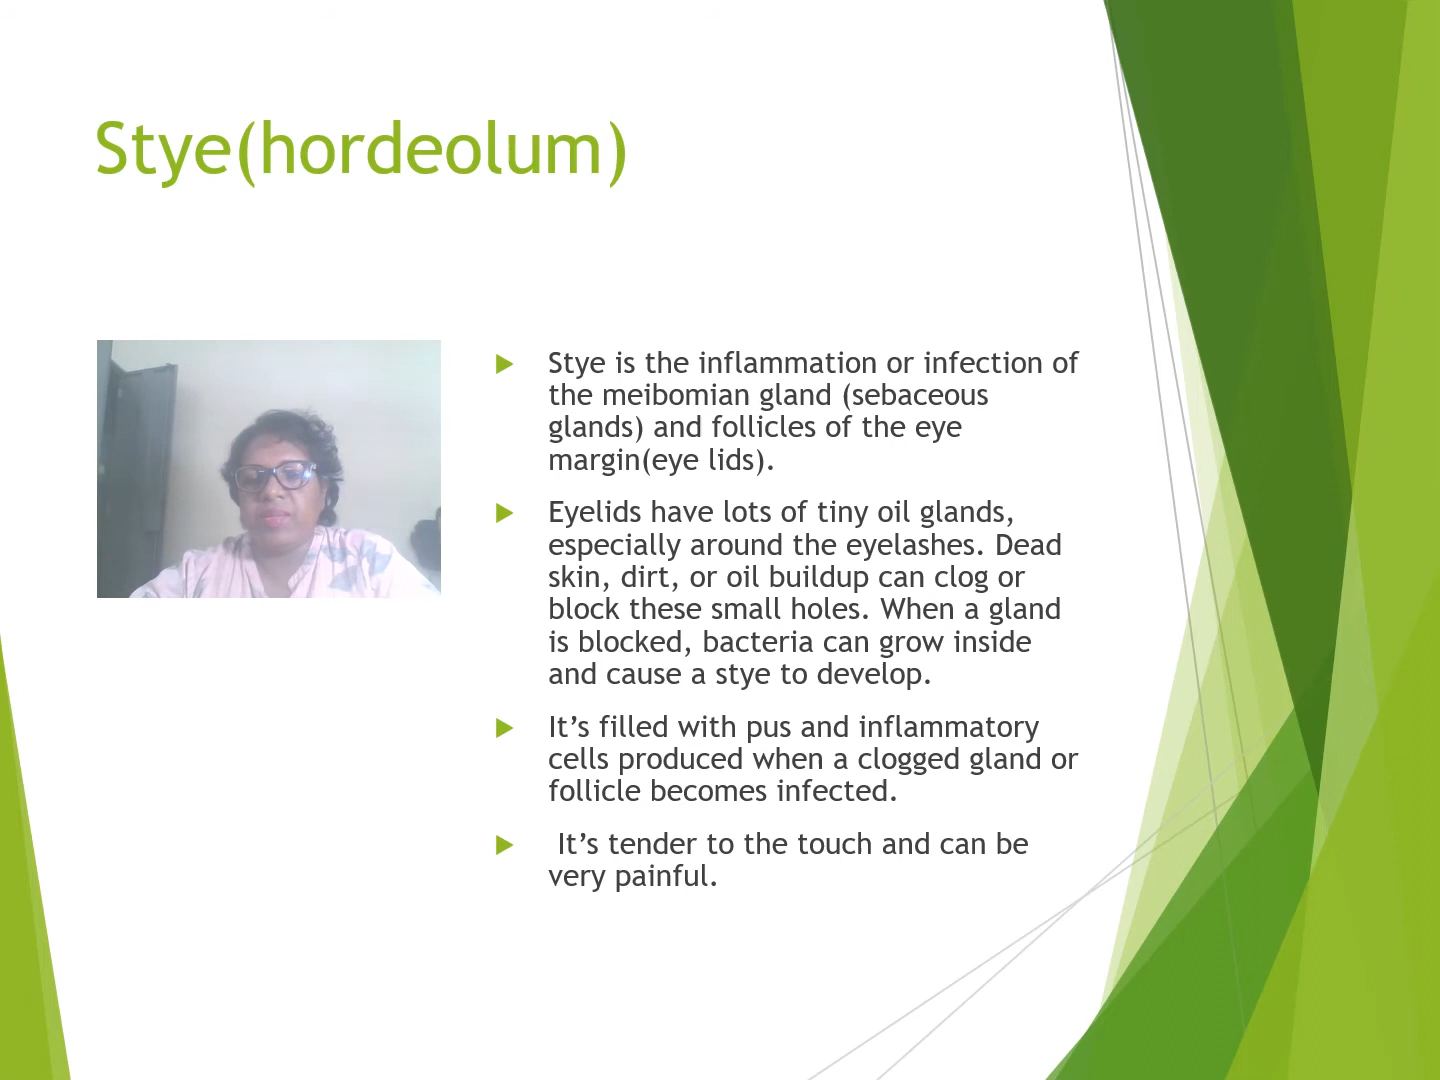 Stye(hordeolum)
Stye is the inflammation or infection of
the meibomian gland (sebaceous
glands) and follicles of the eye
margin(eye lids).
Eyelids have lots of tiny oil glands,
especially around the eyelashes. Dead
skin, dirt, or oil buildup can clog or
block these small holes. When a gland
is blocked, bacteria can grow inside
and cause a stye to develop.
It’s filled with pus and inflammatory
cells produced when a clogged gland or
follicle becomes infected.
It’s tender to the touch and can be
very painful.